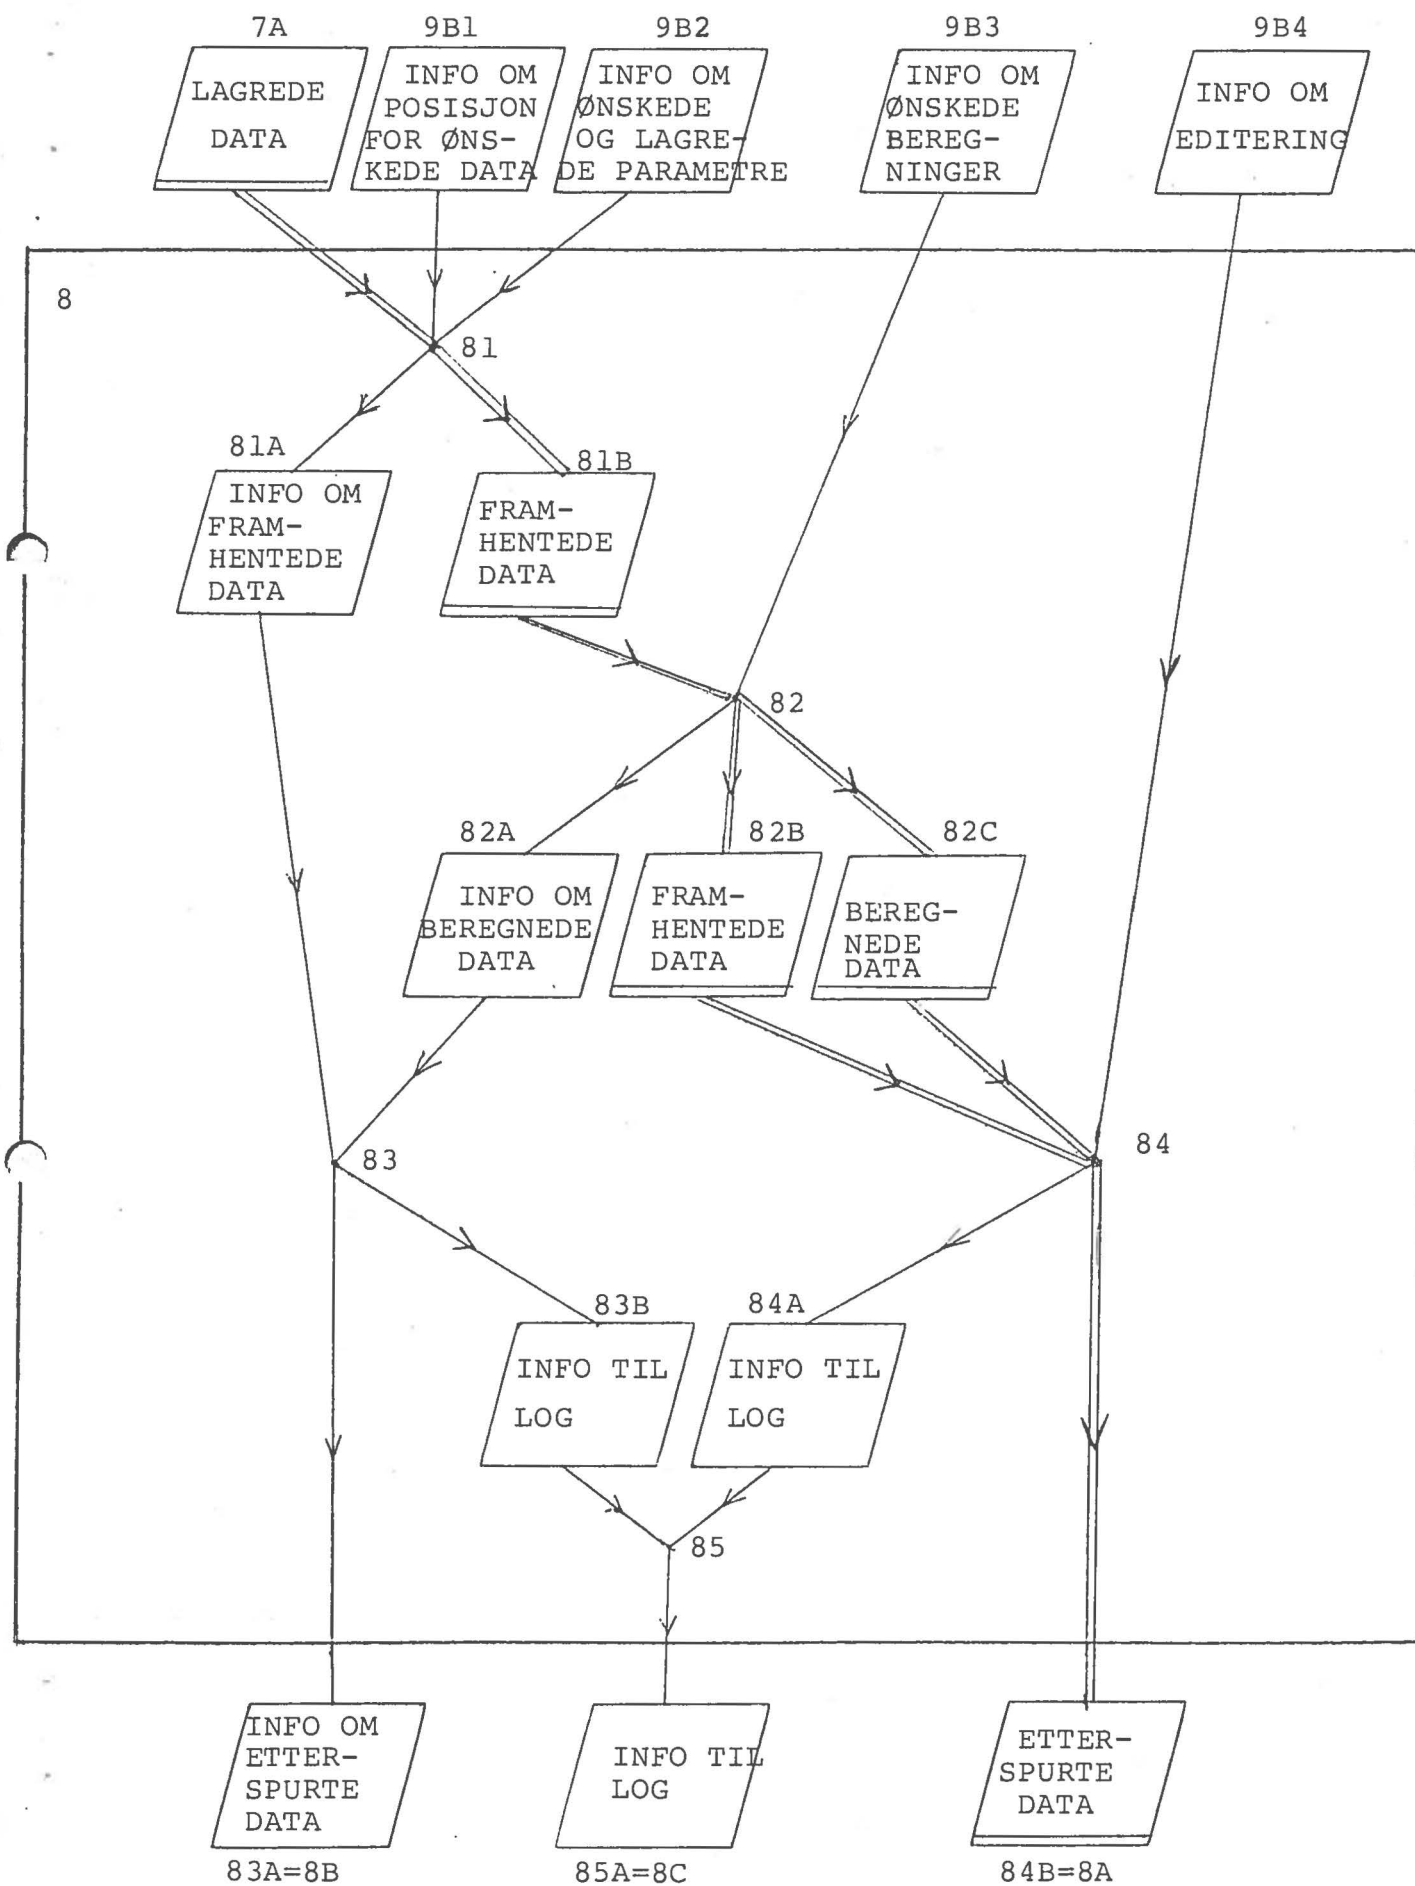 7A
9B1
9B2
9B3
9B4
LAGREDE
DATA
INFO OM
POSISJON
FOR ØNS-
KEDE DATA
INFO OM
ØNSKEDE
OG LAGRE-
DE PARAMETRE
INFO OM
ØNSKEDE
BEREG-
NINGER
INFO OM
EDITERING
8
81
81A
81B
INFO OM
FRAM-
HENTEDE
DATA
FRAM-
HENTEDE
DATA
82
82A
82B
82C
INFO OM
BEREGNEDE
DATA
FRAM-
HENTEDE
DATA
BEREG-
NEDE
DATA
83
84
83B
84A
INFO TIL
LOG
INFO TIL
LOG
85
INFO OM
ETTER-
SPURTE
DATA
INFO TIL
LOG
ETTER-
SPURTE
DATA
83A=8B
85A=8C
84B=8A